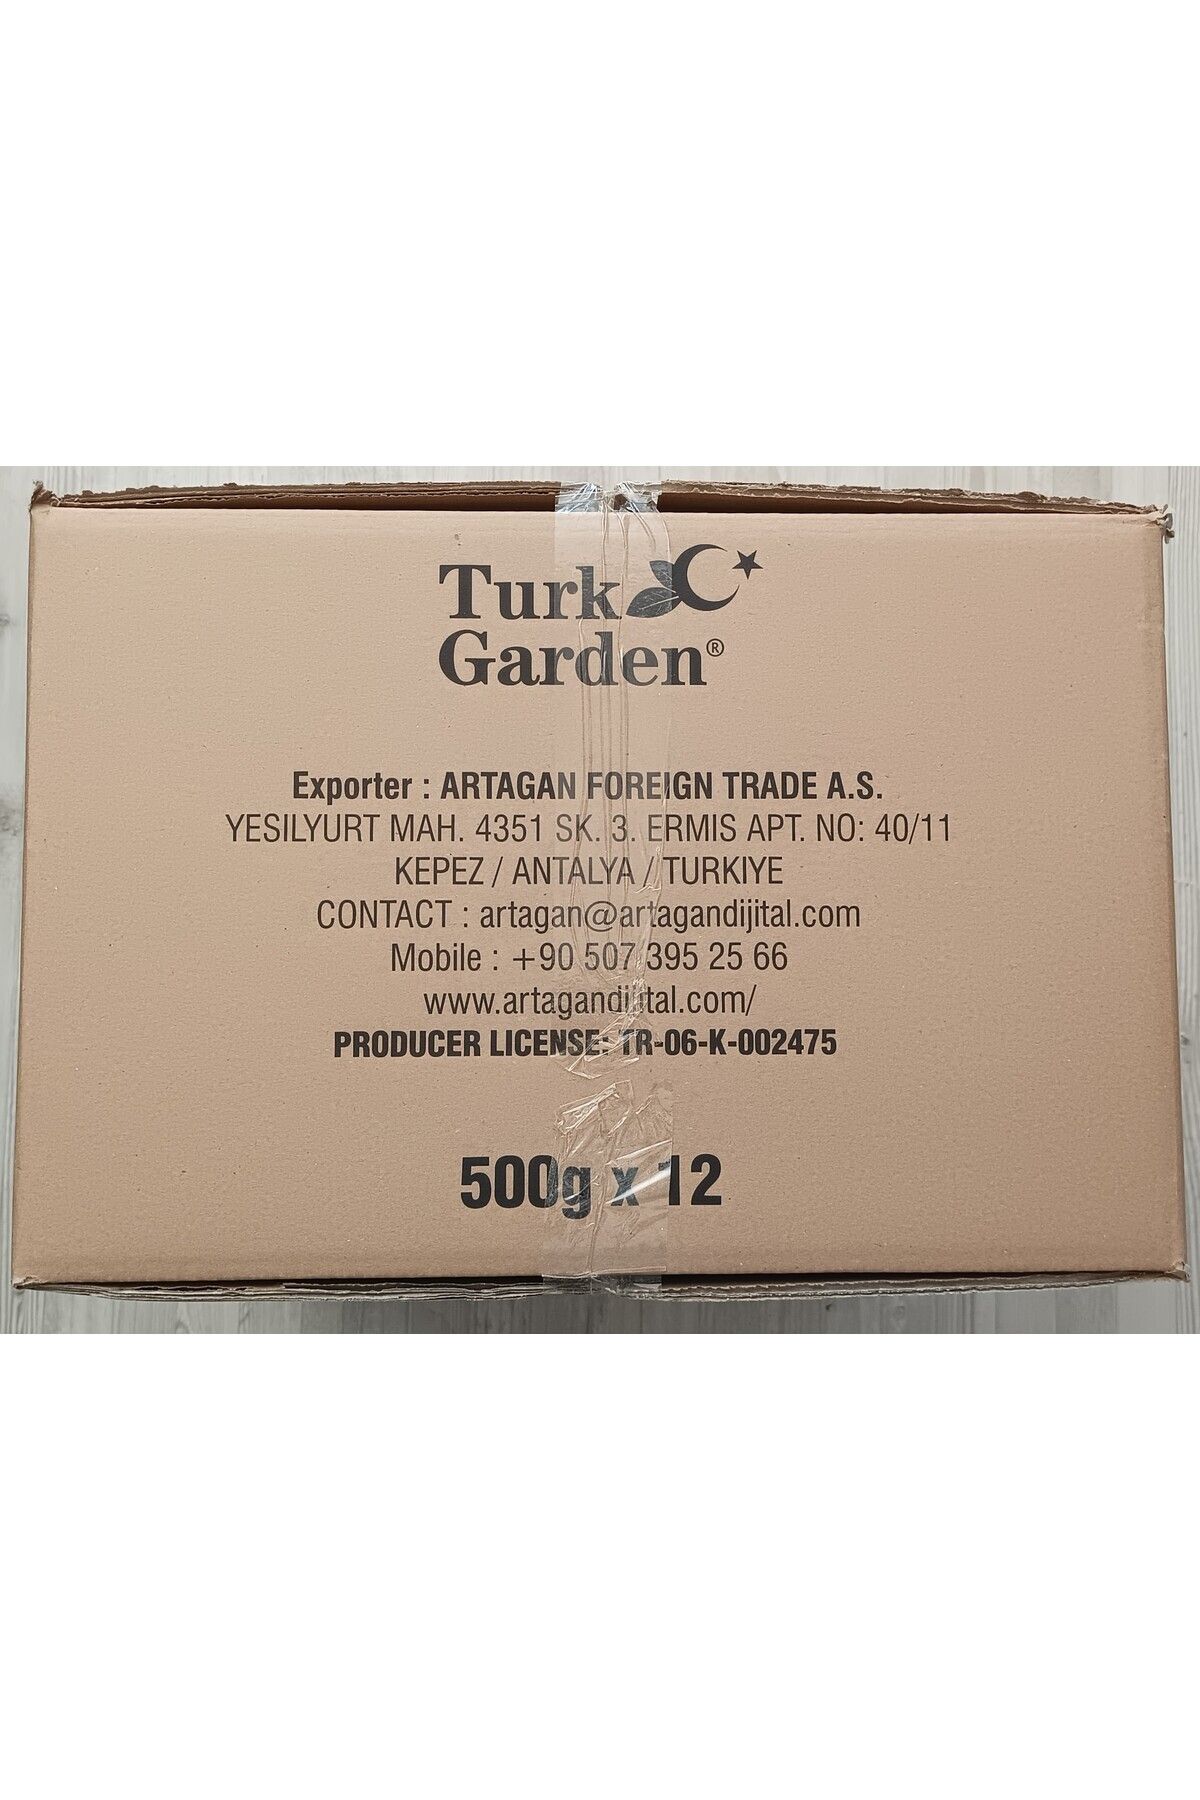 Turk
Garden®
Exporter : ARTAGAN FOREIGN TRADE A.S.
YESILYURT MAH. 4351 SK. 3. ERMIS APT. NO: 40/11
KEPEZ / ANTALYA / TURKIYE
CONTACT : artagan@artagandijital.com
Mobile : +90 507 395 25 66
www.artagandijital.com/
PRODUCER LICENSE: TR-06-K-002475
500g x 12